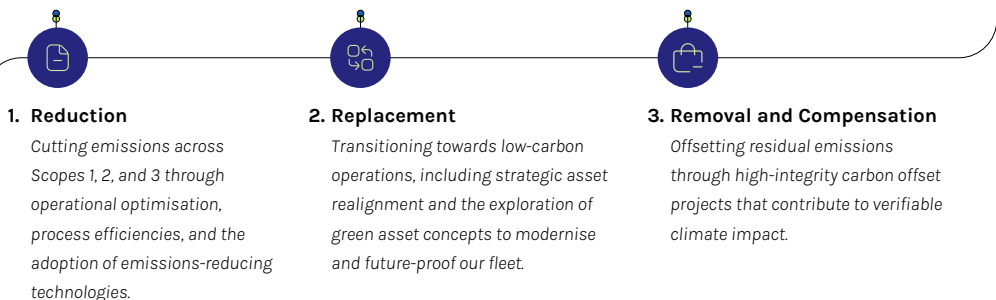 1. Reduction
Cutting emissions across
Scopes 1, 2, and 3 through
operational optimisation,
process efficiencies, and the
adoption of emissions-reducing
technologies.
2. Replacement
Transitioning towards low-carbon
operations, including strategic asset
realignment and the exploration of
green asset concepts to modernise
and future-proof our fleet.
3. Removal and Compensation
Offsetting residual emissions
through high-integrity carbon offset
projects that contribute to verifiable
climate impact.